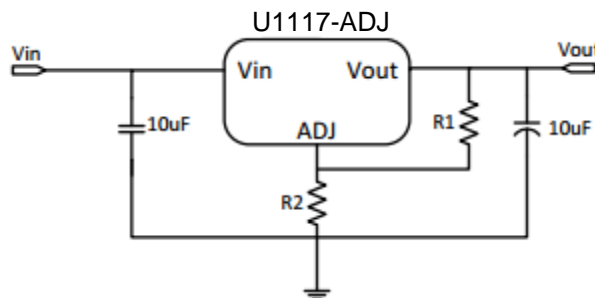 U1117-ADJ
Vin
Vout
Vin
Vout
ADJ
10uF
R1
10uF
R2